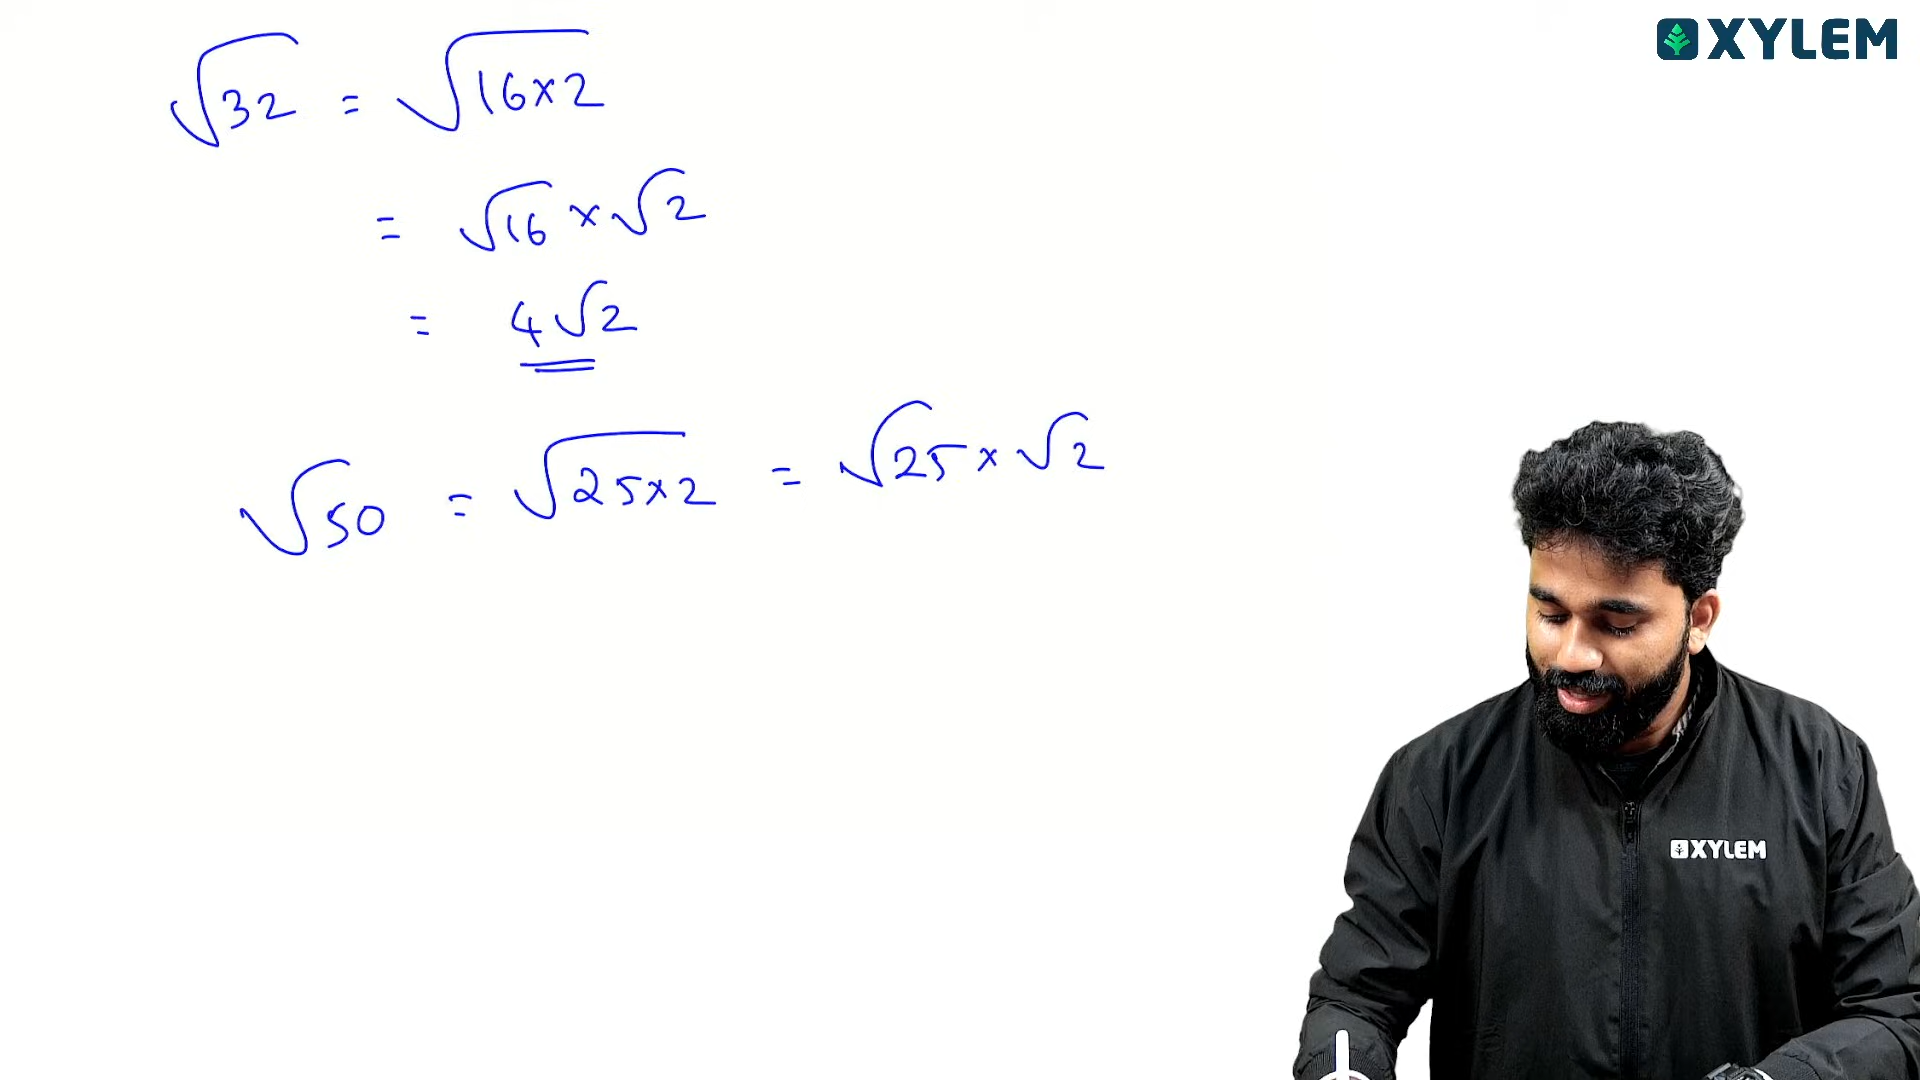 XYLEM
√32 = √16×2
= √16 × √2
= 4√2
√50 = √25×2 = √25 × √2
XYLEM